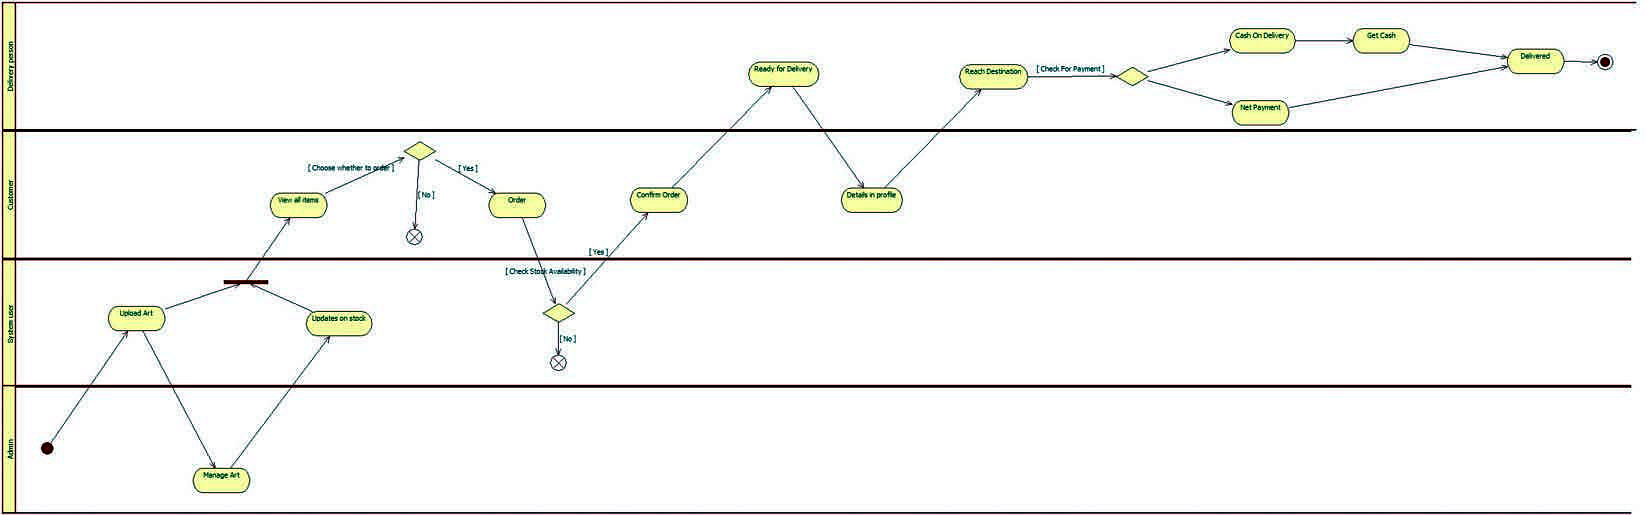 Delivery person
Cash On Delivery
Get Cash
Delivered
Ready for Delivery
Reach Destination
[ Check For Payment ]
Net Payment
Customer
[ Choose whether to order ]
[ Yes ]
[ No ]
View all items
Order
Confirm Order
Details in profile
[ Yes ]
System user
[ Check Stock Availability ]
Upload Art
Updates on stock
[ No ]
Admin
Manage Art